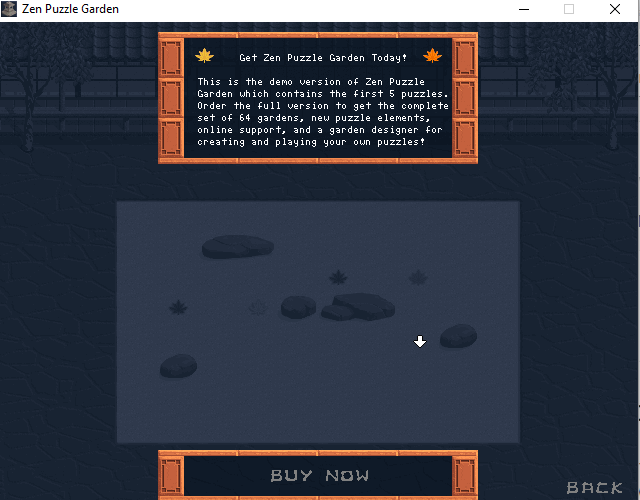 Zen Puzzle Garden
Get Zen Puzzle Garden Today!
This is the demo version of Zen Puzzle
Garden which contains the first 5 puzzles.
Order the full version to get the complete
set of 64 gardens, new puzzle elements,
online support, and a garden designer for
creating and playing your own puzzles!
BUY NOW
BACK